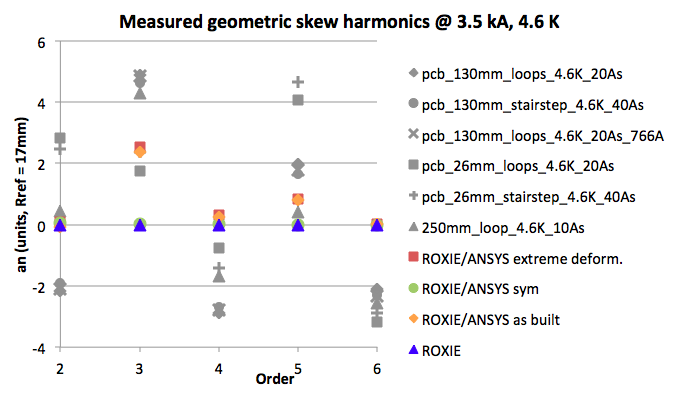 Measured geometric skew harmonics @ 3.5 kA, 4.6 K
an (units, Rref = 17mm)
6
4
2
0
-2
-4
2
3
4
5
6
Order
pcb_130mm_loops_4.6K_20As
pcb_130mm_stairstep_4.6K_40As
pcb_130mm_loops_4.6K_20As_766A
pcb_26mm_loops_4.6K_20As
pcb_26mm_stairstep_4.6K_40As
250mm_loop_4.6K_10As
ROXIE/ANSYS extreme deform.
ROXIE/ANSYS sym
ROXIE/ANSYS as built
ROXIE